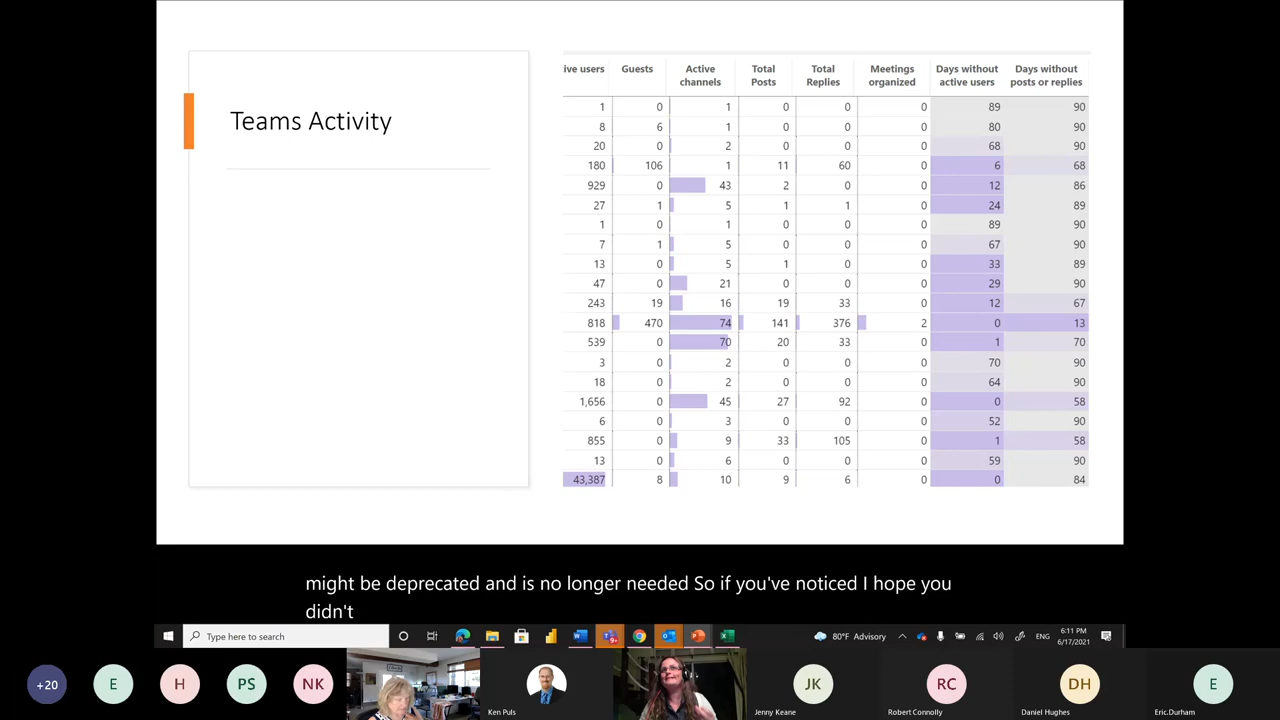 Teams Activity
ive users Guests Active channels Total Posts Total Replies Meetings organized Days without active users Days without posts or replies
1 0 1 0 0 0 89 90
8 6 1 0 0 0 80 90
20 0 2 0 0 0 68 90
180 106 1 11 60 0 6 68
929 0 43 2 0 0 12 86
27 1 5 1 1 0 24 89
1 0 1 0 0 0 89 90
7 1 5 0 0 0 67 90
13 0 5 1 0 0 33 89
47 0 21 0 0 0 29 90
243 19 16 19 33 0 12 67
818 470 74 141 376 2 0 13
539 0 70 20 33 0 1 70
3 0 2 0 0 0 70 90
18 0 2 0 0 0 64 90
1,656 0 45 27 92 0 0 58
6 0 3 0 0 0 52 90
855 0 9 33 105 0 1 58
13 0 6 0 0 0 59 90
43,387 8 10 9 6 0 0 84
might be deprecated and is no longer needed So if you've noticed I hope you
didn't
Type here to search
80°F Advisory
ENG
6:11 PM
6/17/2021
+20 E H PS NK JK RC DH E
Ken Puls Jenny Keane Robert Connolly Daniel Hughes Eric.Durham